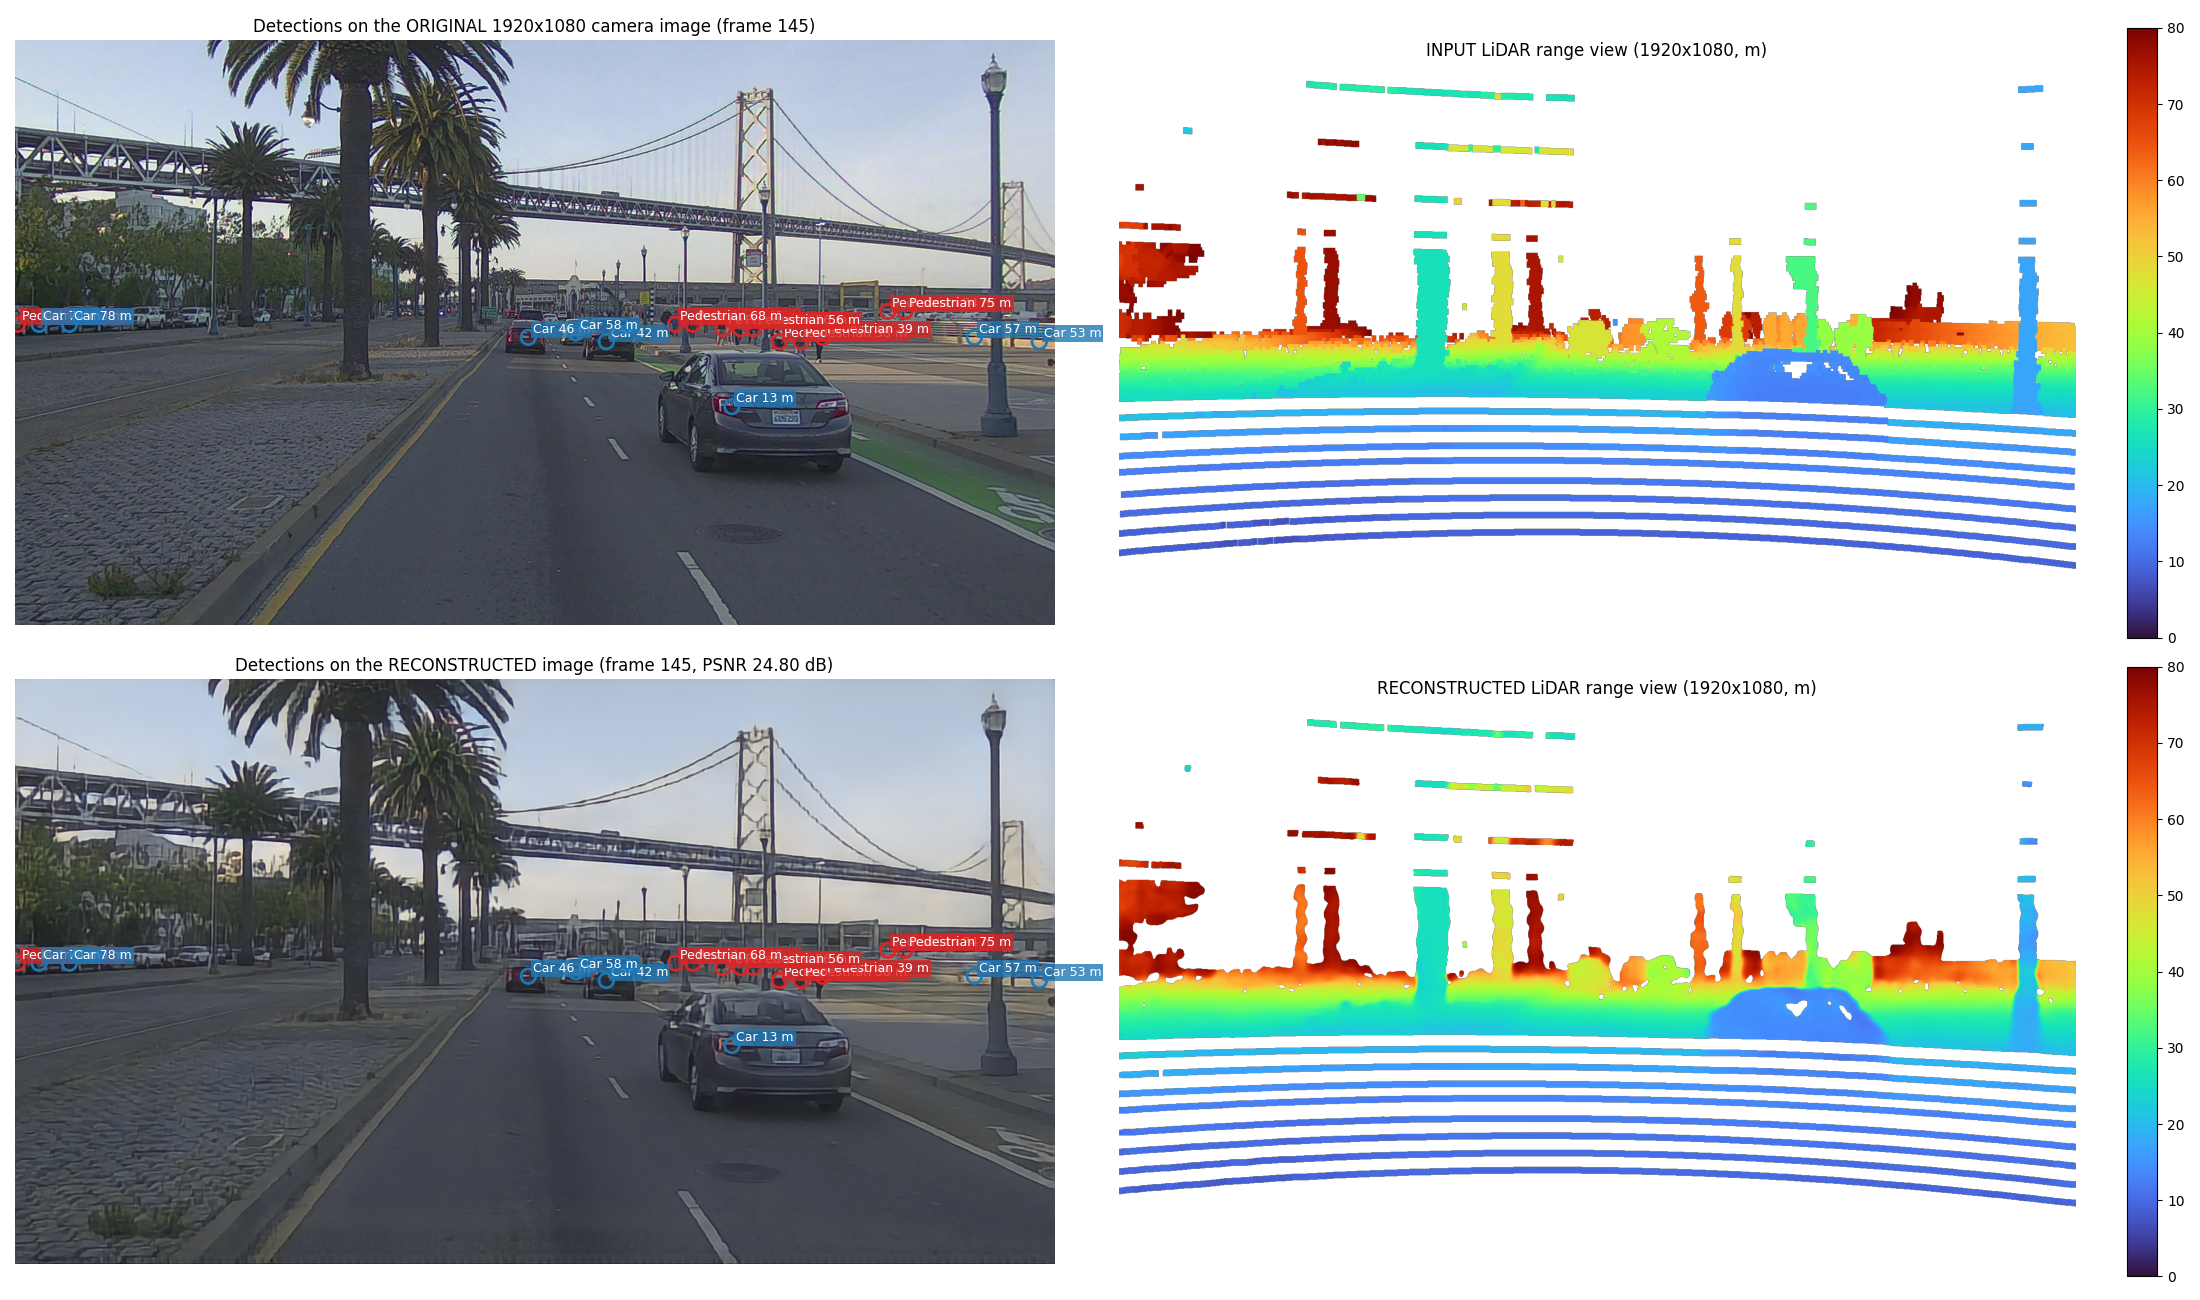 Detections on the ORIGINAL 1920x1080 camera image (frame 145)
Car 78 m
Car 46
Car 58 m
42 m
Pedestrian 68 m
estrian 56 m
estrian 39 m
Pedestrian 75 m
Car 57 m
Car 53 m
Car 13 m
INPUT LiDAR range view (1920x1080, m)
80
70
60
50
40
30
20
10
0
Detections on the RECONSTRUCTED image (frame 145, PSNR 24.80 dB)
Car 78 m
Car 46
Car 58 m
42 m
Pedestrian 68 m
estrian 56 m
estrian 39 m
Pedestrian 75 m
Car 57 m
Car 53 m
Car 13 m
RECONSTRUCTED LiDAR range view (1920x1080, m)
80
70
60
50
40
30
20
10
0